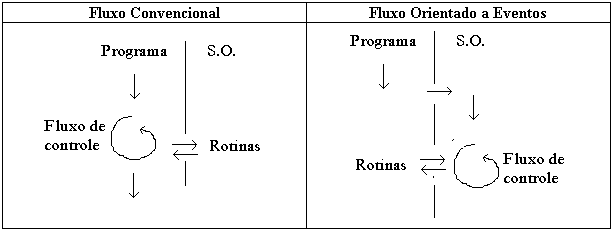 Fluxo Convencional
Programa
S.O.
Fluxo de
controle
Rotinas
Fluxo Orientado a Eventos
Programa
S.O.
Rotinas
Fluxo de
controle